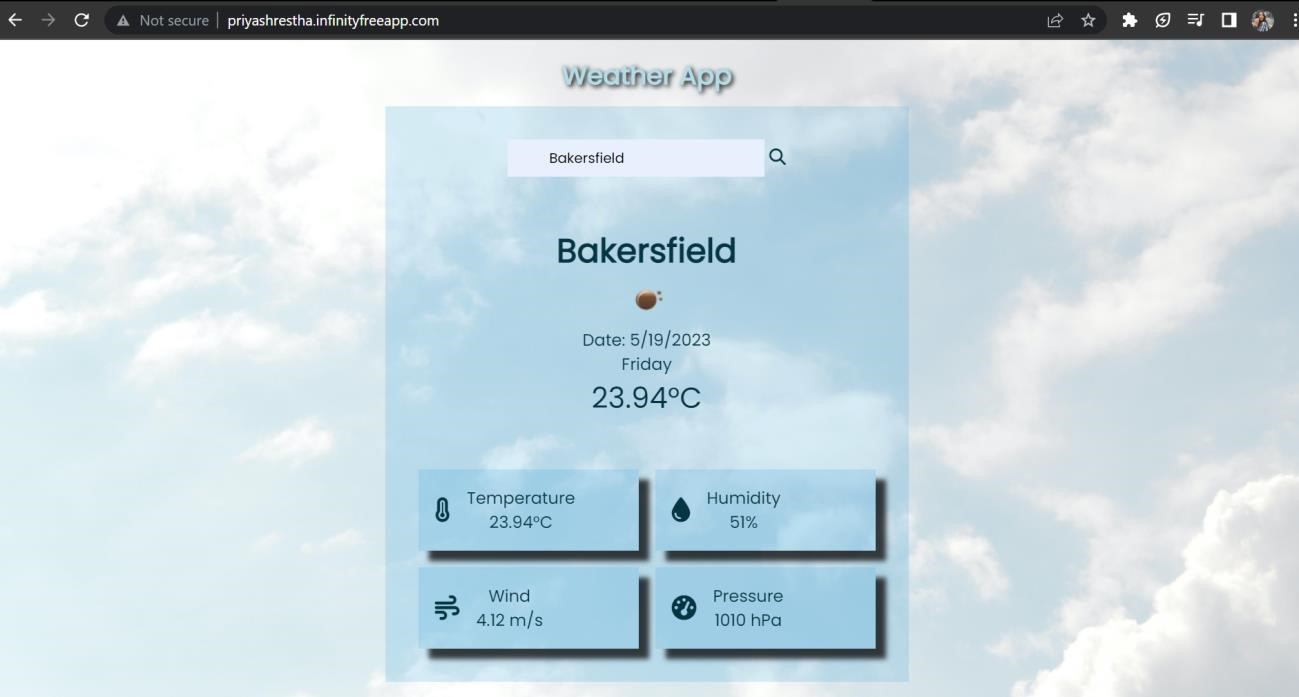 Not secure priyashrestha.infinityfreeapp.com
Weather App
Bakersfield
Bakersfield
Date: 5/19/2023
Friday
23.94°C
Temperature
23.94°C
Humidity
51%
Wind
4.12 m/s
Pressure
1010 hPa